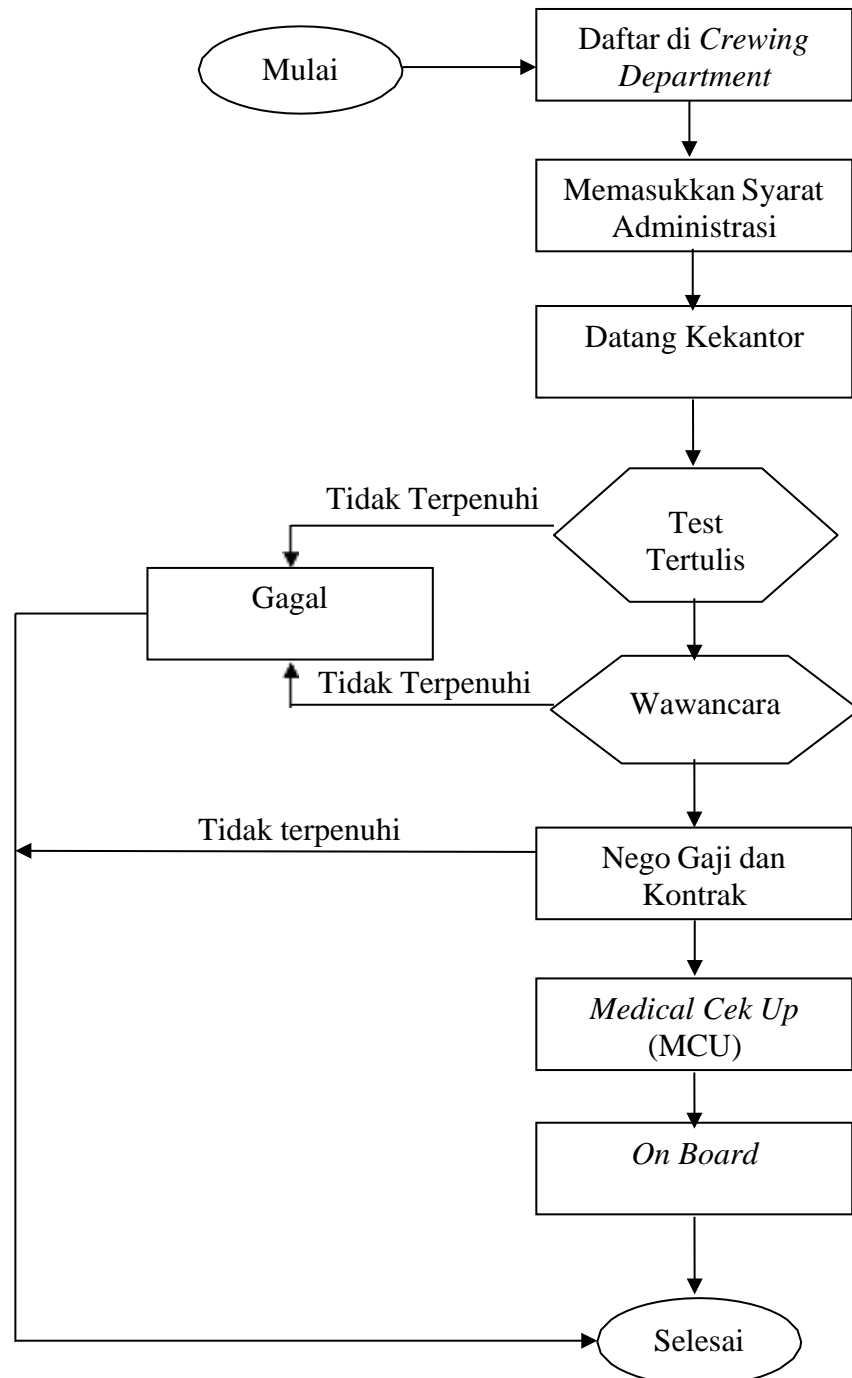 Mulai
Daftar di Crewing
Department
Memasukkan Syarat
Administrasi
Datang Kekantor
Tidak Terpenuhi
Test
Tertulis
Gagal
Tidak Terpenuhi
Wawancara
Tidak terpenuhi
Nego Gaji dan
Kontrak
Medical Cek Up
(MCU)
On Board
Selesai